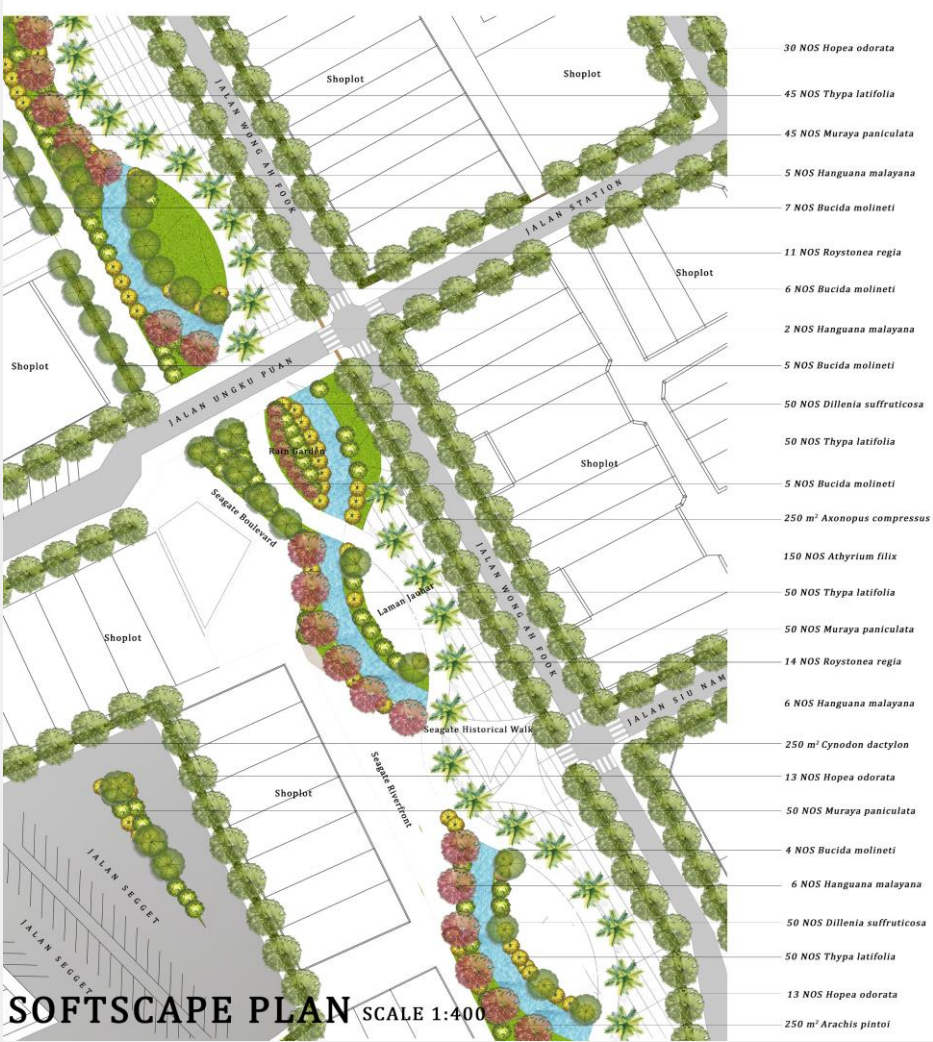 30 NOS Hopea odorata
Shoplot
Shoplot
45 NOS Thypa latifolia
JALAN WONG AH FOOK
45 NOS Muraya paniculata
5 NOS Hanguana malayana
JALAN STATION
7 NOS Bucida molineti
11 NOS Roystonea regia
Shoplot
6 NOS Bucida molineti
2 NOS Hanguana malayana
Shoplot
5 NOS Bucida molineti
JALAN UNGKU PUAN
50 NOS Dillenia suffruticosa
50 NOS Thypa latifolia
Rain Garden
Shoplot
5 NOS Bucida molineti
Seagate Boulevard
250 m² Axonopus compressus
150 NOS Athyrium filix
JALAN WONG AH FOOK
Laman Jauhar
50 NOS Thypa latifolia
Shoplot
50 NOS Muraya paniculata
14 NOS Roystonea regia
JALAN SIU NAM
6 NOS Hanguana malayana
Seagate Historical Walk
250 m² Cynodon dactylon
Seagate Riverfront
13 NOS Hopea odorata
Shoplot
50 NOS Muraya paniculata
4 NOS Bucida molineti
JALAN SEGGET
6 NOS Hanguana malayana
50 NOS Dillenia suffruticosa
JALAN SEGGET
50 NOS Thypa latifolia
13 NOS Hopea odorata
SOFTSCAPE PLAN SCALE 1:400
250 m² Arachis pintoi